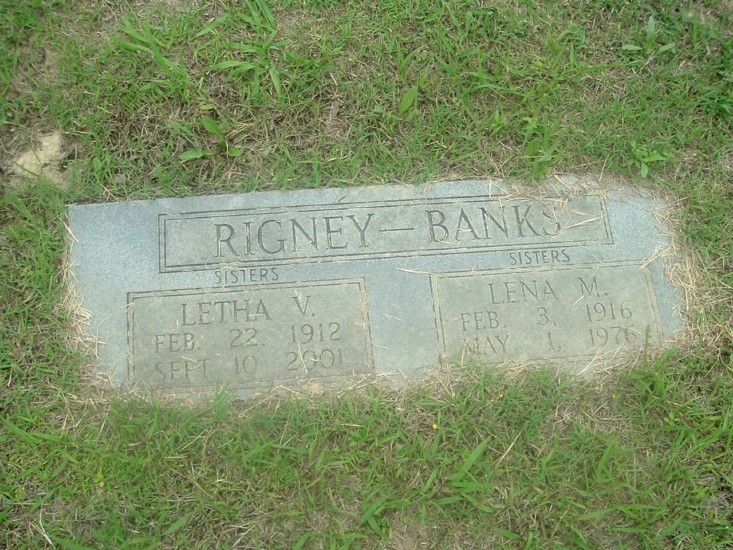 RIGNEY — BANKS
SISTERS
LETHA V.
FEB. 22, 1912
SEPT. 10 2001
SISTERS
LENA M.
FEB. 3, 1916
MAY 1, 1976